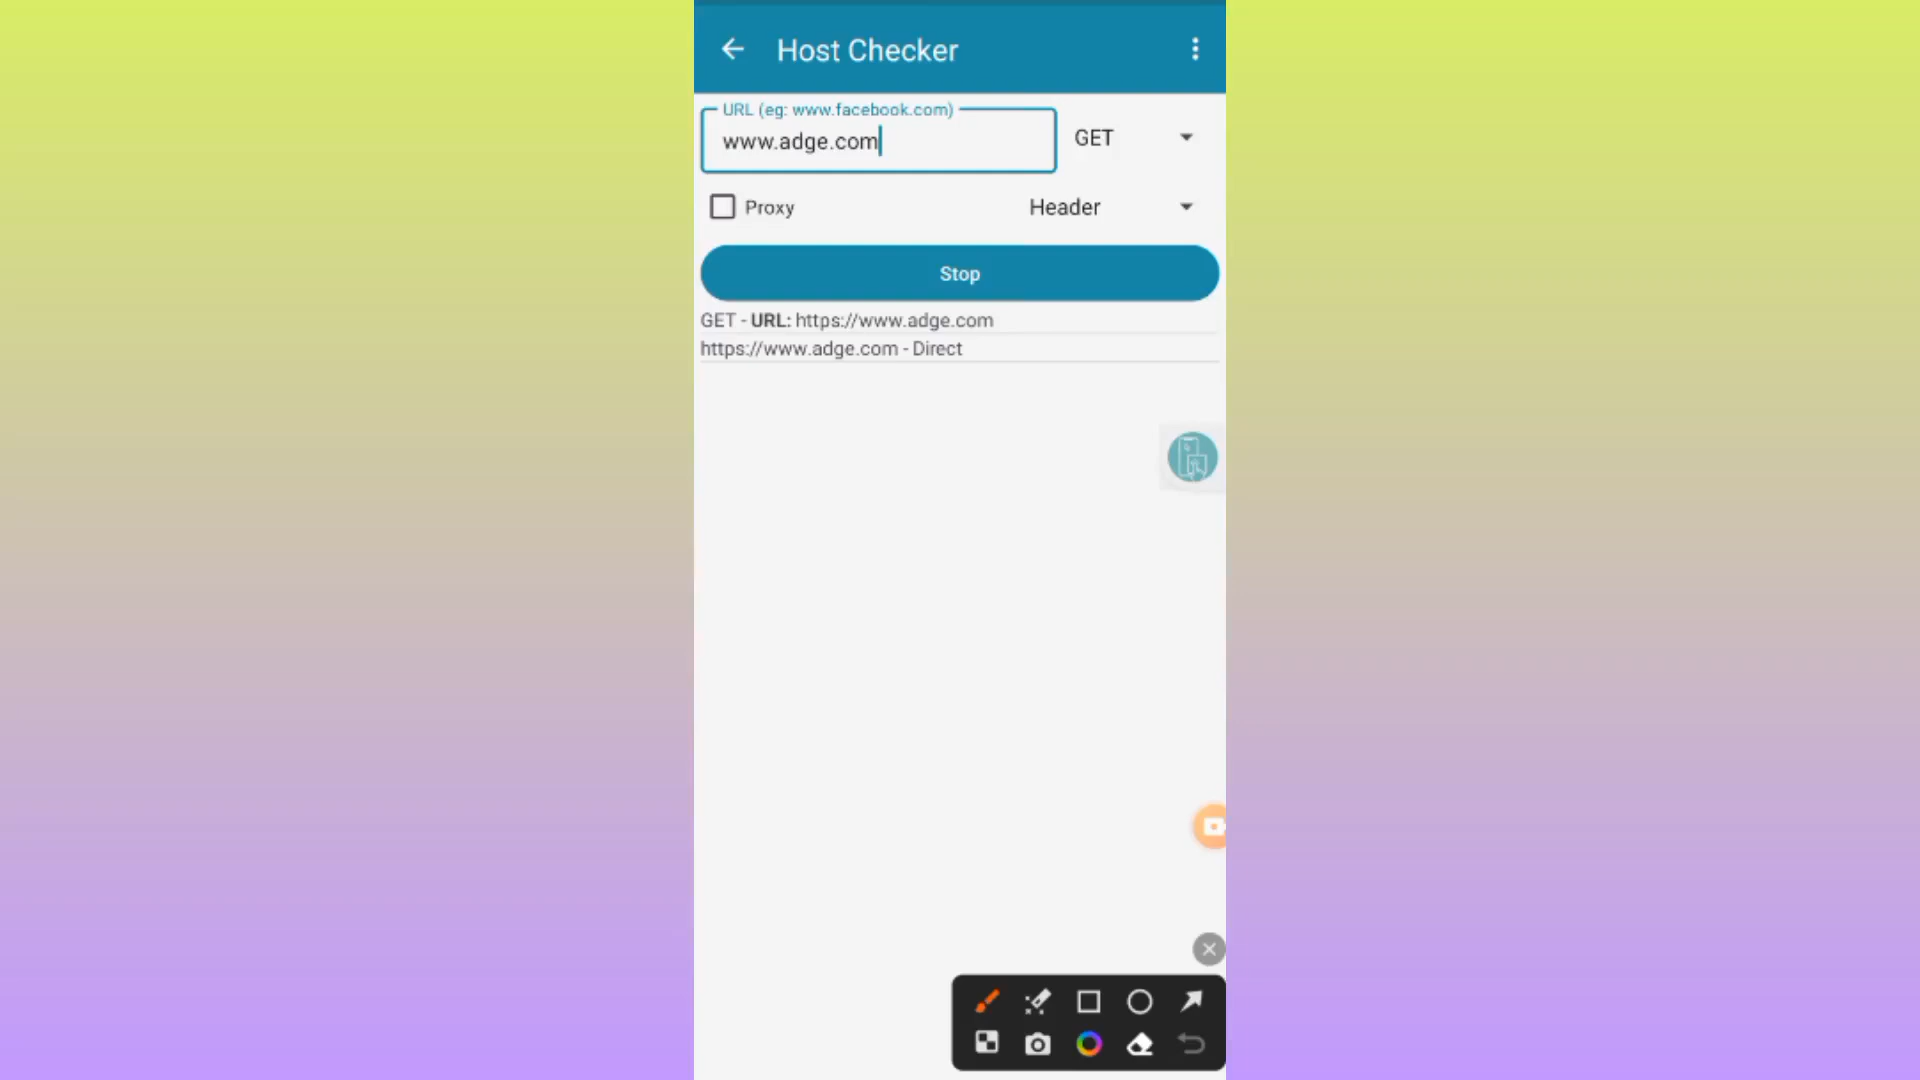 Host Checker
URL (eg: www.facebook.com)
www.adge.com
GET
Proxy
Header
Stop
GET - URL: https://www.adge.com
https://www.adge.com - Direct